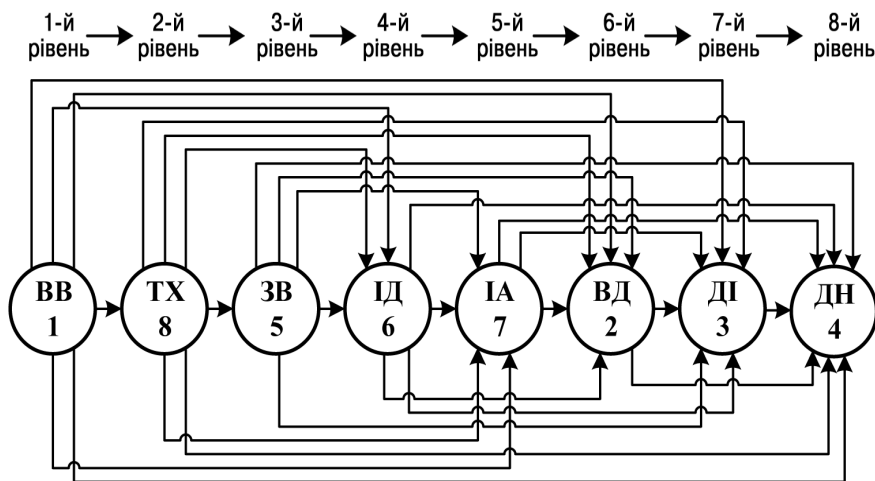 1-й 2-й 3-й 4-й 5-й 6-й 7-й 8-й
рівень рівень рівень рівень рівень рівень рівень рівень
ВВ ТХ ЗВ ІД ІА ВД ДІ ДН
1 8 5 6 7 2 3 4